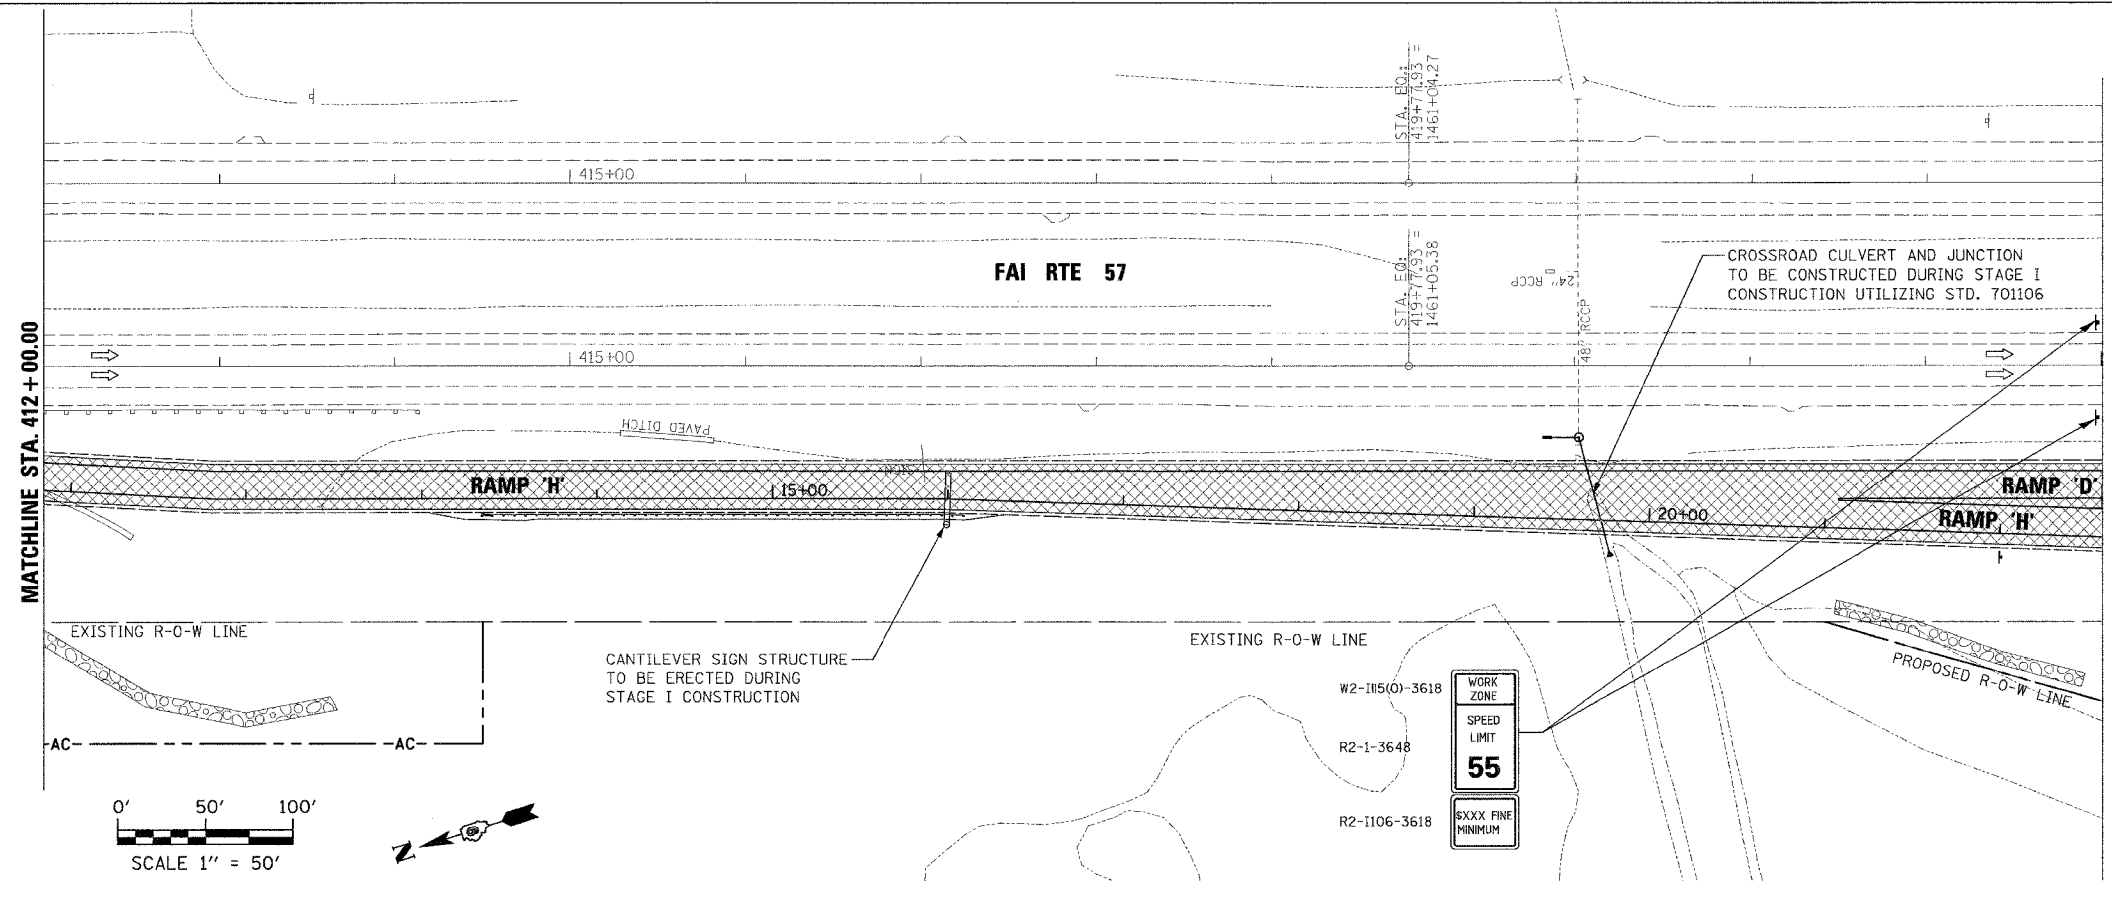 STA. EQ.:
419+77.93 =
1461+04.27
415+00
FAI RTE 57
STA. EQ.:
419+77.93 =
1461+05.38
24" RCCP
48" RCCP
CROSSROAD CULVERT AND JUNCTION
TO BE CONSTRUCTED DURING STAGE I
CONSTRUCTION UTILIZING STD. 701106
415+00
MATCHLINE STA. 412+00.00
PAVED DITCH
SIGN
RAMP 'H'
15+00
20+00
RAMP 'D'
RAMP 'H'
EXISTING R-O-W LINE
EXISTING R-O-W LINE
CANTILEVER SIGN STRUCTURE
TO BE ERECTED DURING
STAGE I CONSTRUCTION
PROPOSED R-O-W LINE
W2-I115(O)-3618
WORK
ZONE
R2-1-3648
SPEED
LIMIT
55
R2-I106-3618
$XXX FINE
MINIMUM
AC
AC
0' 50' 100'
SCALE 1" = 50'
N